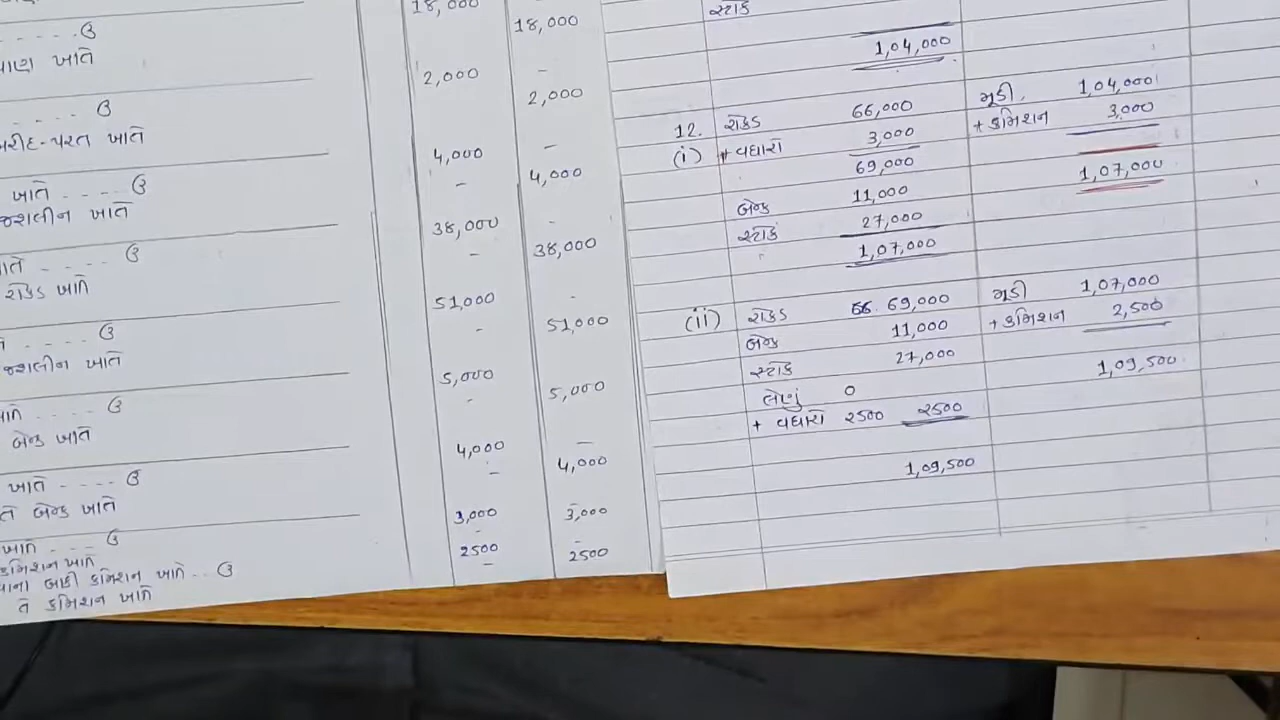 18,000
18,000
..... ઉ
ખાતે
2,000 -
- 2,000
.... ઉ
ખરીદ-પરત ખાતે
4,000 -
- 4,000
ખાતે .... ઉ
જશલીન ખાતે
38,000 -
- 38,000
ખાતે .... ઉ
રોકડ ખાતે
51,000 -
- 51,000
.... ઉ
જશલીન ખાતે
5,000
- 5,000
.... ઉ
બેન્ક ખાતે
4,000 -
- 4,000
ખાતે .... ઉ
તે બેન્ક ખાતે
3,000 -
- 3,000
ખાતે ... ઉ
કમિશન ખાતે
2500 -
- 2500
બાકી કમિશન ખાતે .. ઉ
તે કમિશન ખાતે
સ્ટોક
1,04,000
12. રોકડ 66,000 મૂડી. 1,04,000
(i) + વધારો 3,000 + કમિશન 3,000
69,000 1,07,000
બેન્ક 11,000
સ્ટોક 27,000
1,07,000
(ii) રોકડ 69,000 મૂડી 1,07,000
બેન્ક 11,000 + કમિશન 2,500
સ્ટોક 27,000 1,09,500
લેણું 0
+ વધારો 2500 2500
1,09,500